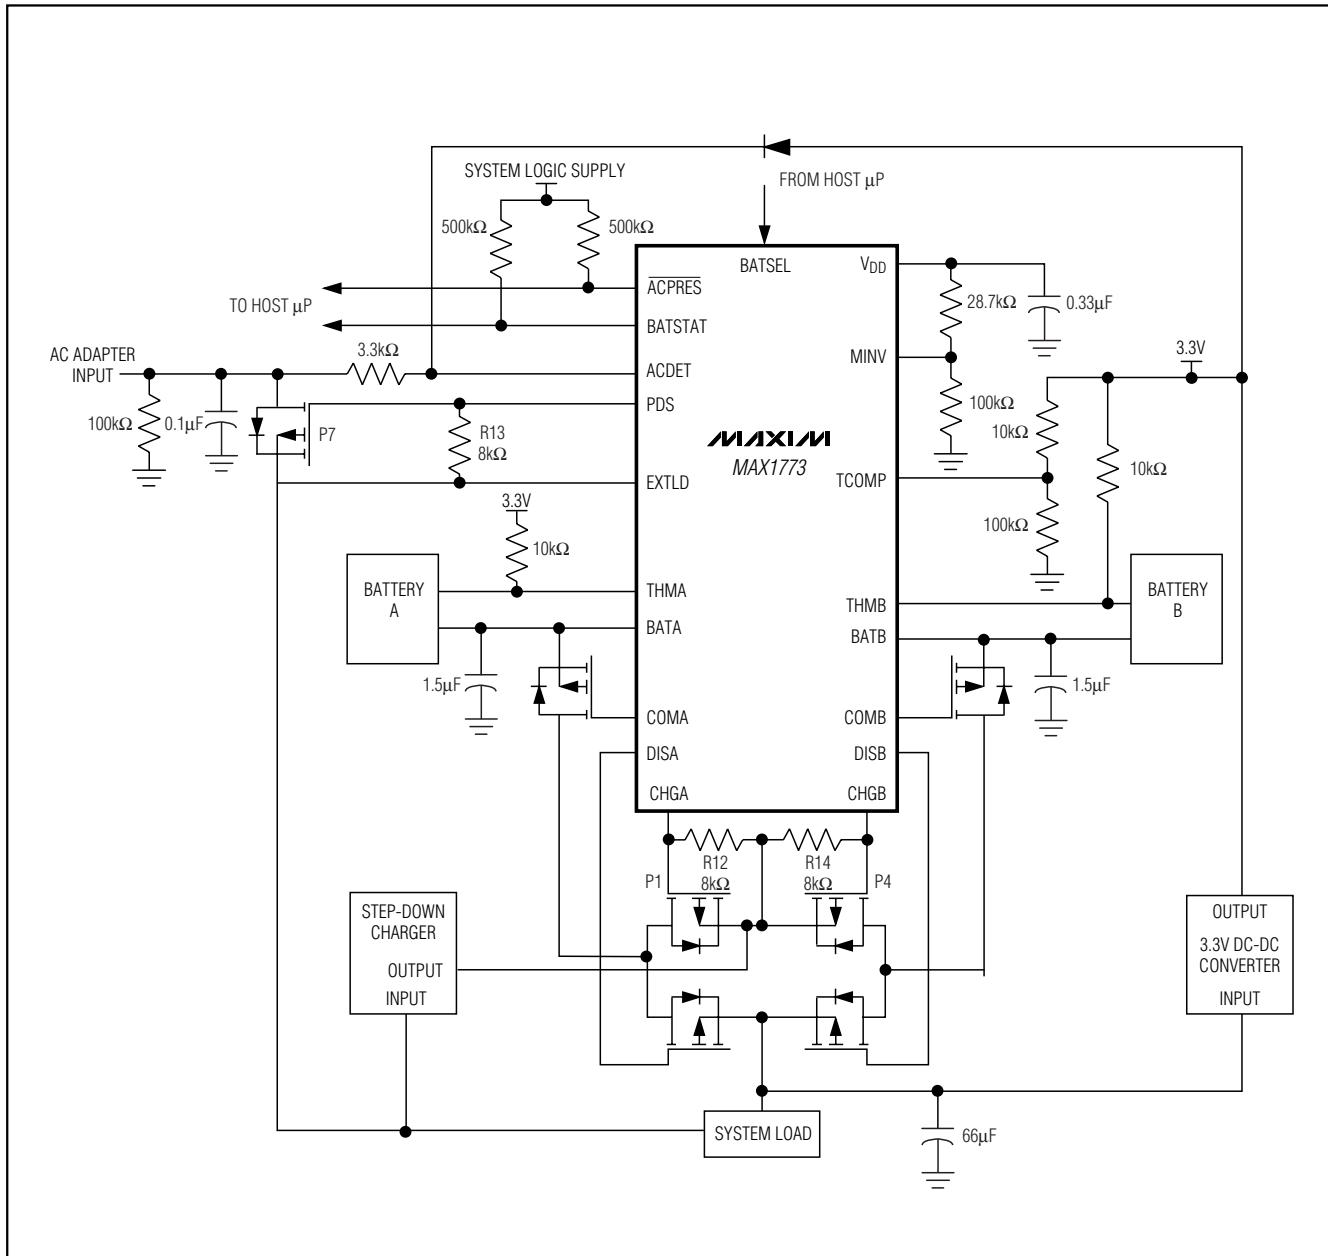 SYSTEM LOGIC SUPPLY
FROM HOST µP
500kΩ
500kΩ
BATSEL
VDD
ACPRES
28.7kΩ
0.33µF
TO HOST µP
BATSTAT
AC ADAPTER
INPUT
3.3kΩ
ACDET
MINV
3.3V
100kΩ
0.1µF
P7
R13
8kΩ
PDS
100kΩ
10kΩ
10kΩ
MAXIM
MAX1773
EXTLD
TCOMP
3.3V
10kΩ
100kΩ
BATTERY
A
THMA
THMB
BATTERY
B
BATA
BATB
1.5µF
1.5µF
COMA
COMB
DISA
DISB
CHGA
CHGB
R12
8kΩ
R14
8kΩ
P1
P4
STEP-DOWN
CHARGER
OUTPUT
INPUT
OUTPUT
3.3V DC-DC
CONVERTER
INPUT
SYSTEM LOAD
66µF